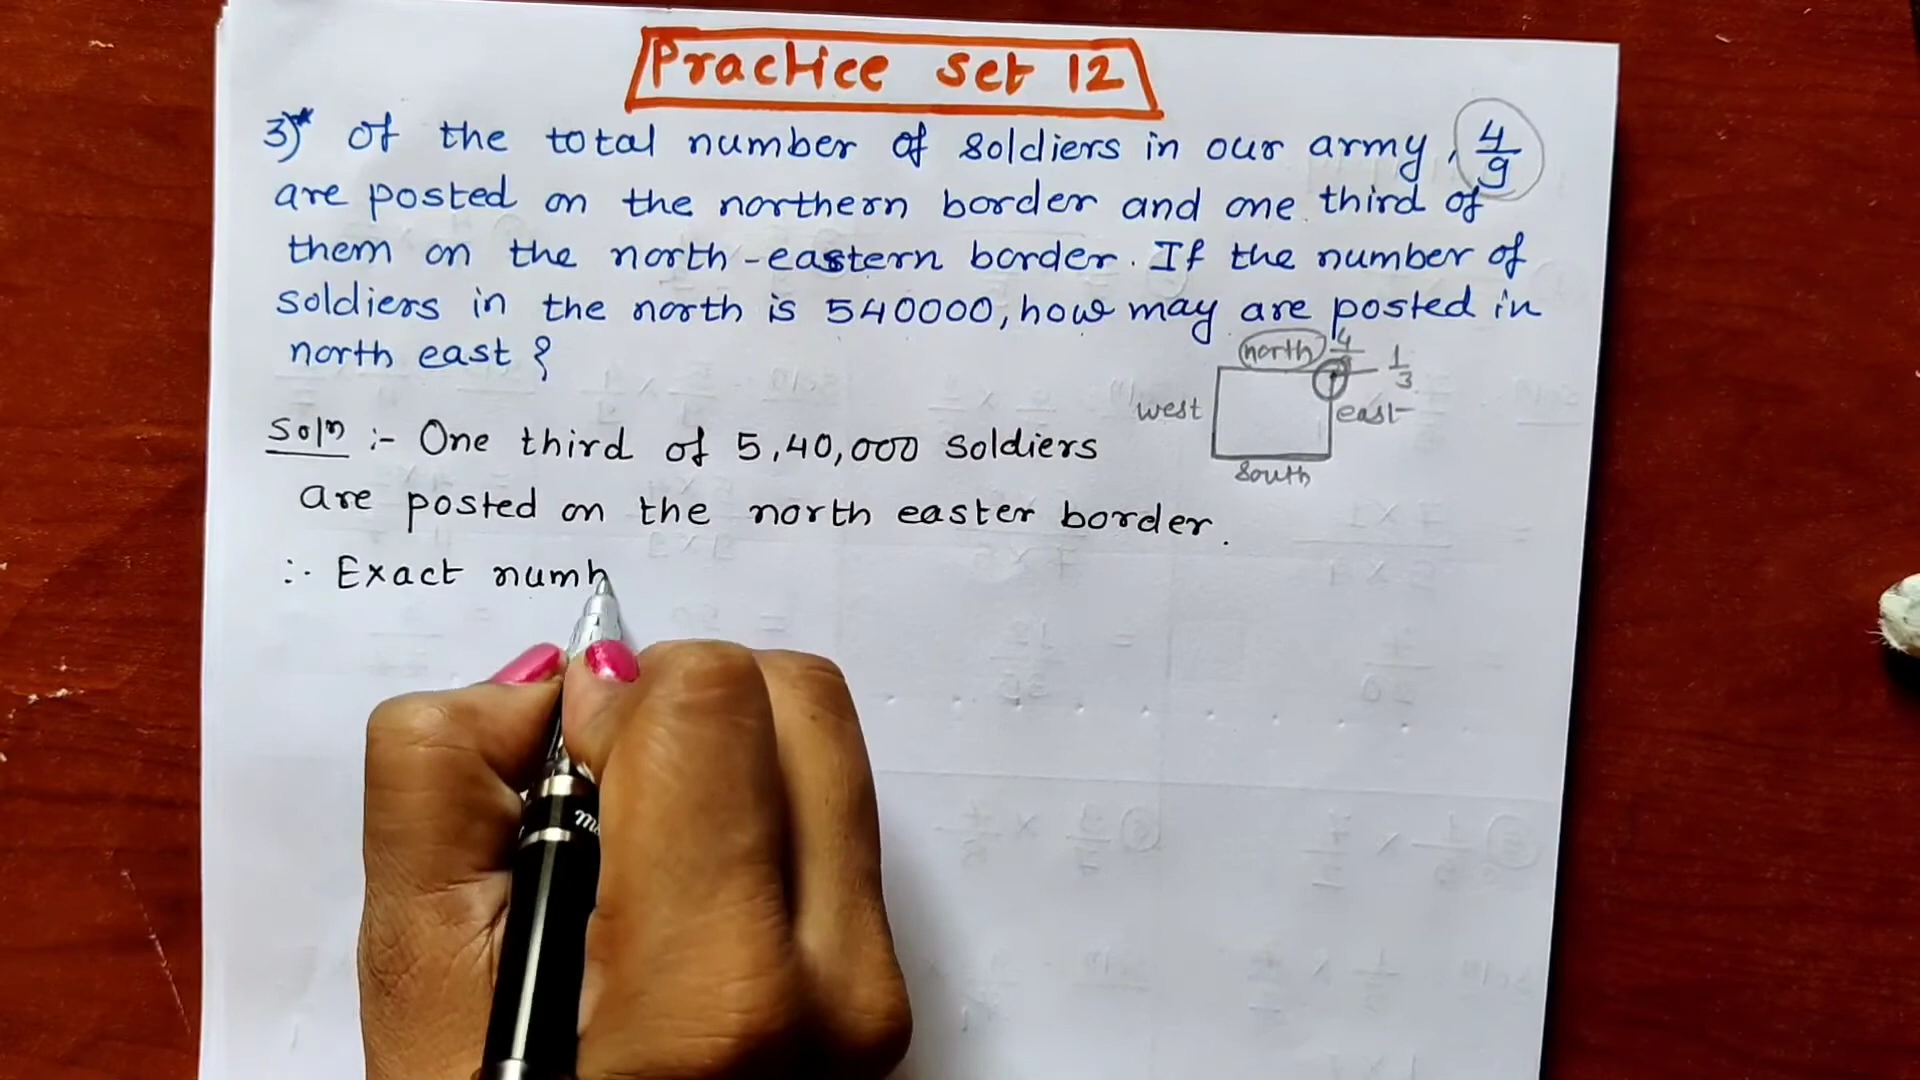 Practice set 12
3)* Of the total number of soldiers in our army, 4/9
are posted on the northern border and one third of
them on the north-eastern border. If the number of
soldiers in the north is 540000, how may are posted in
north east ?
north 4
1/3
west
east
south
Soln :- One third of 5,40,000 soldiers
are posted on the north easter border.
∴ Exact numb